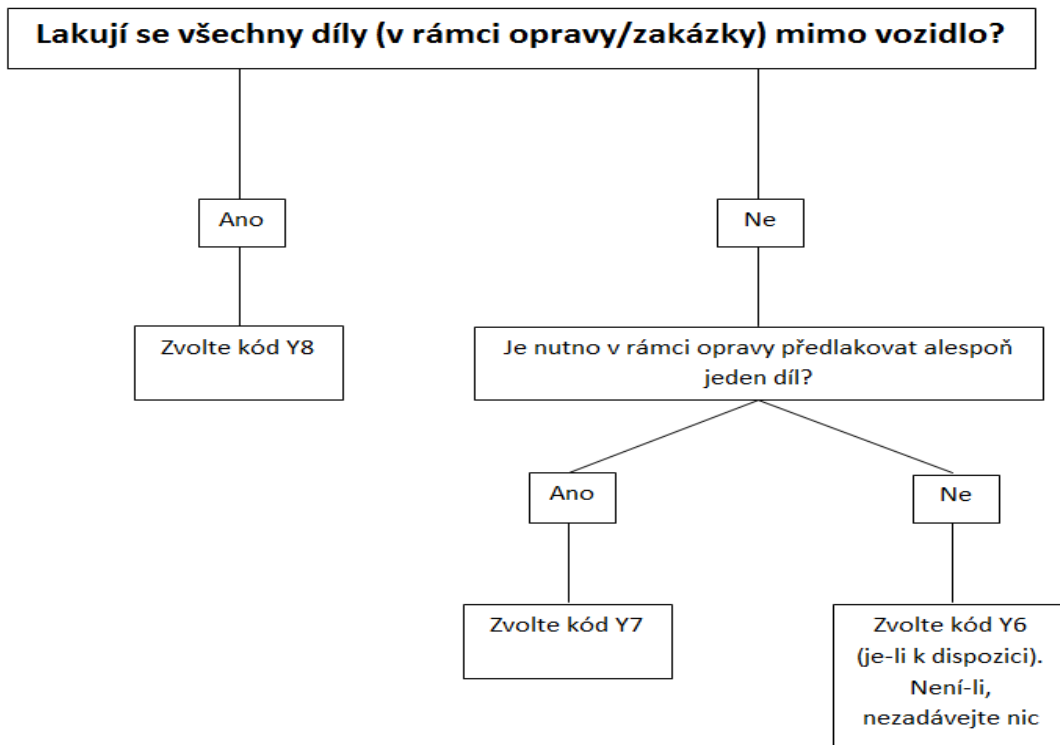 Lakují se všechny díly (v rámci opravy/zakázky) mimo vozidlo?
Ano
Ne
Zvolte kód Y8
Je nutno v rámci opravy předlakovat alespoň
jeden díl?
Ano
Ne
Zvolte kód Y7
Zvolte kód Y6
(je-li k dispozici).
Není-li,
nezadávejte nic